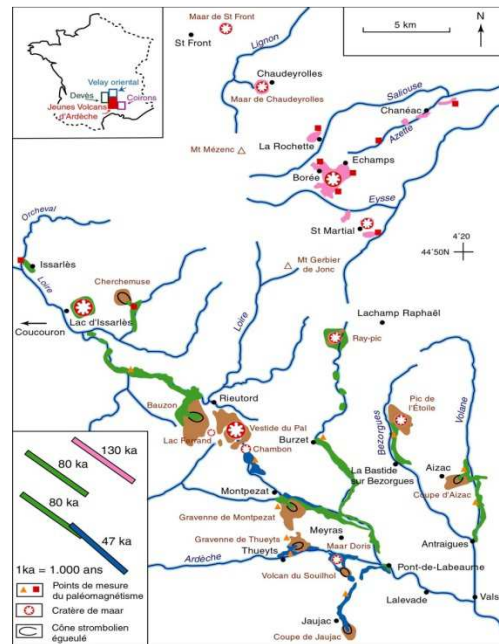 Maar de St Front
St Front
Lignon
5 km
N
Velay oriental
Devès
Coirons
Jeunes Volcans
d'Ardèche
Chaudeyrolles
Maar de Chaudeyrolles
Saliouse
Chanéac
Azette
La Rochette
Mt Mézenc
Echamps
Borée
Eysse
St Martial
4°20
44°50N
Orcheval
Issarlès
Loire
Cherchemuse
Mt Gerbier
de Jonc
Lac d'Issarlès
Coucouron
Loire
Lachamp Raphaël
Ray-pic
Rieutord
Bauzon
Vestide du Pal
Lac Ferrand
Chambon
Pic de
l'Étoile
Bezorgues
Volane
Burzet
La Bastide
sur Bezorgues
Aizac
Coupe d'Aizac
Montpezat
Gravenne de Montpezat
Meyras
Antraigues
Gravenne de Thueyts
Maar Doris
Ardèche
Thueyts
Pont-de-Labeaume
Volcan du Souilhol
Lalevade
Vals
Jaujac
Coupe de Jaujac
130 ka
80 ka
80 ka
47 ka
1ka = 1.000 ans
Points de mesure
du paléomagnétisme
Cratère de maar
Cône strombolien
égueulé